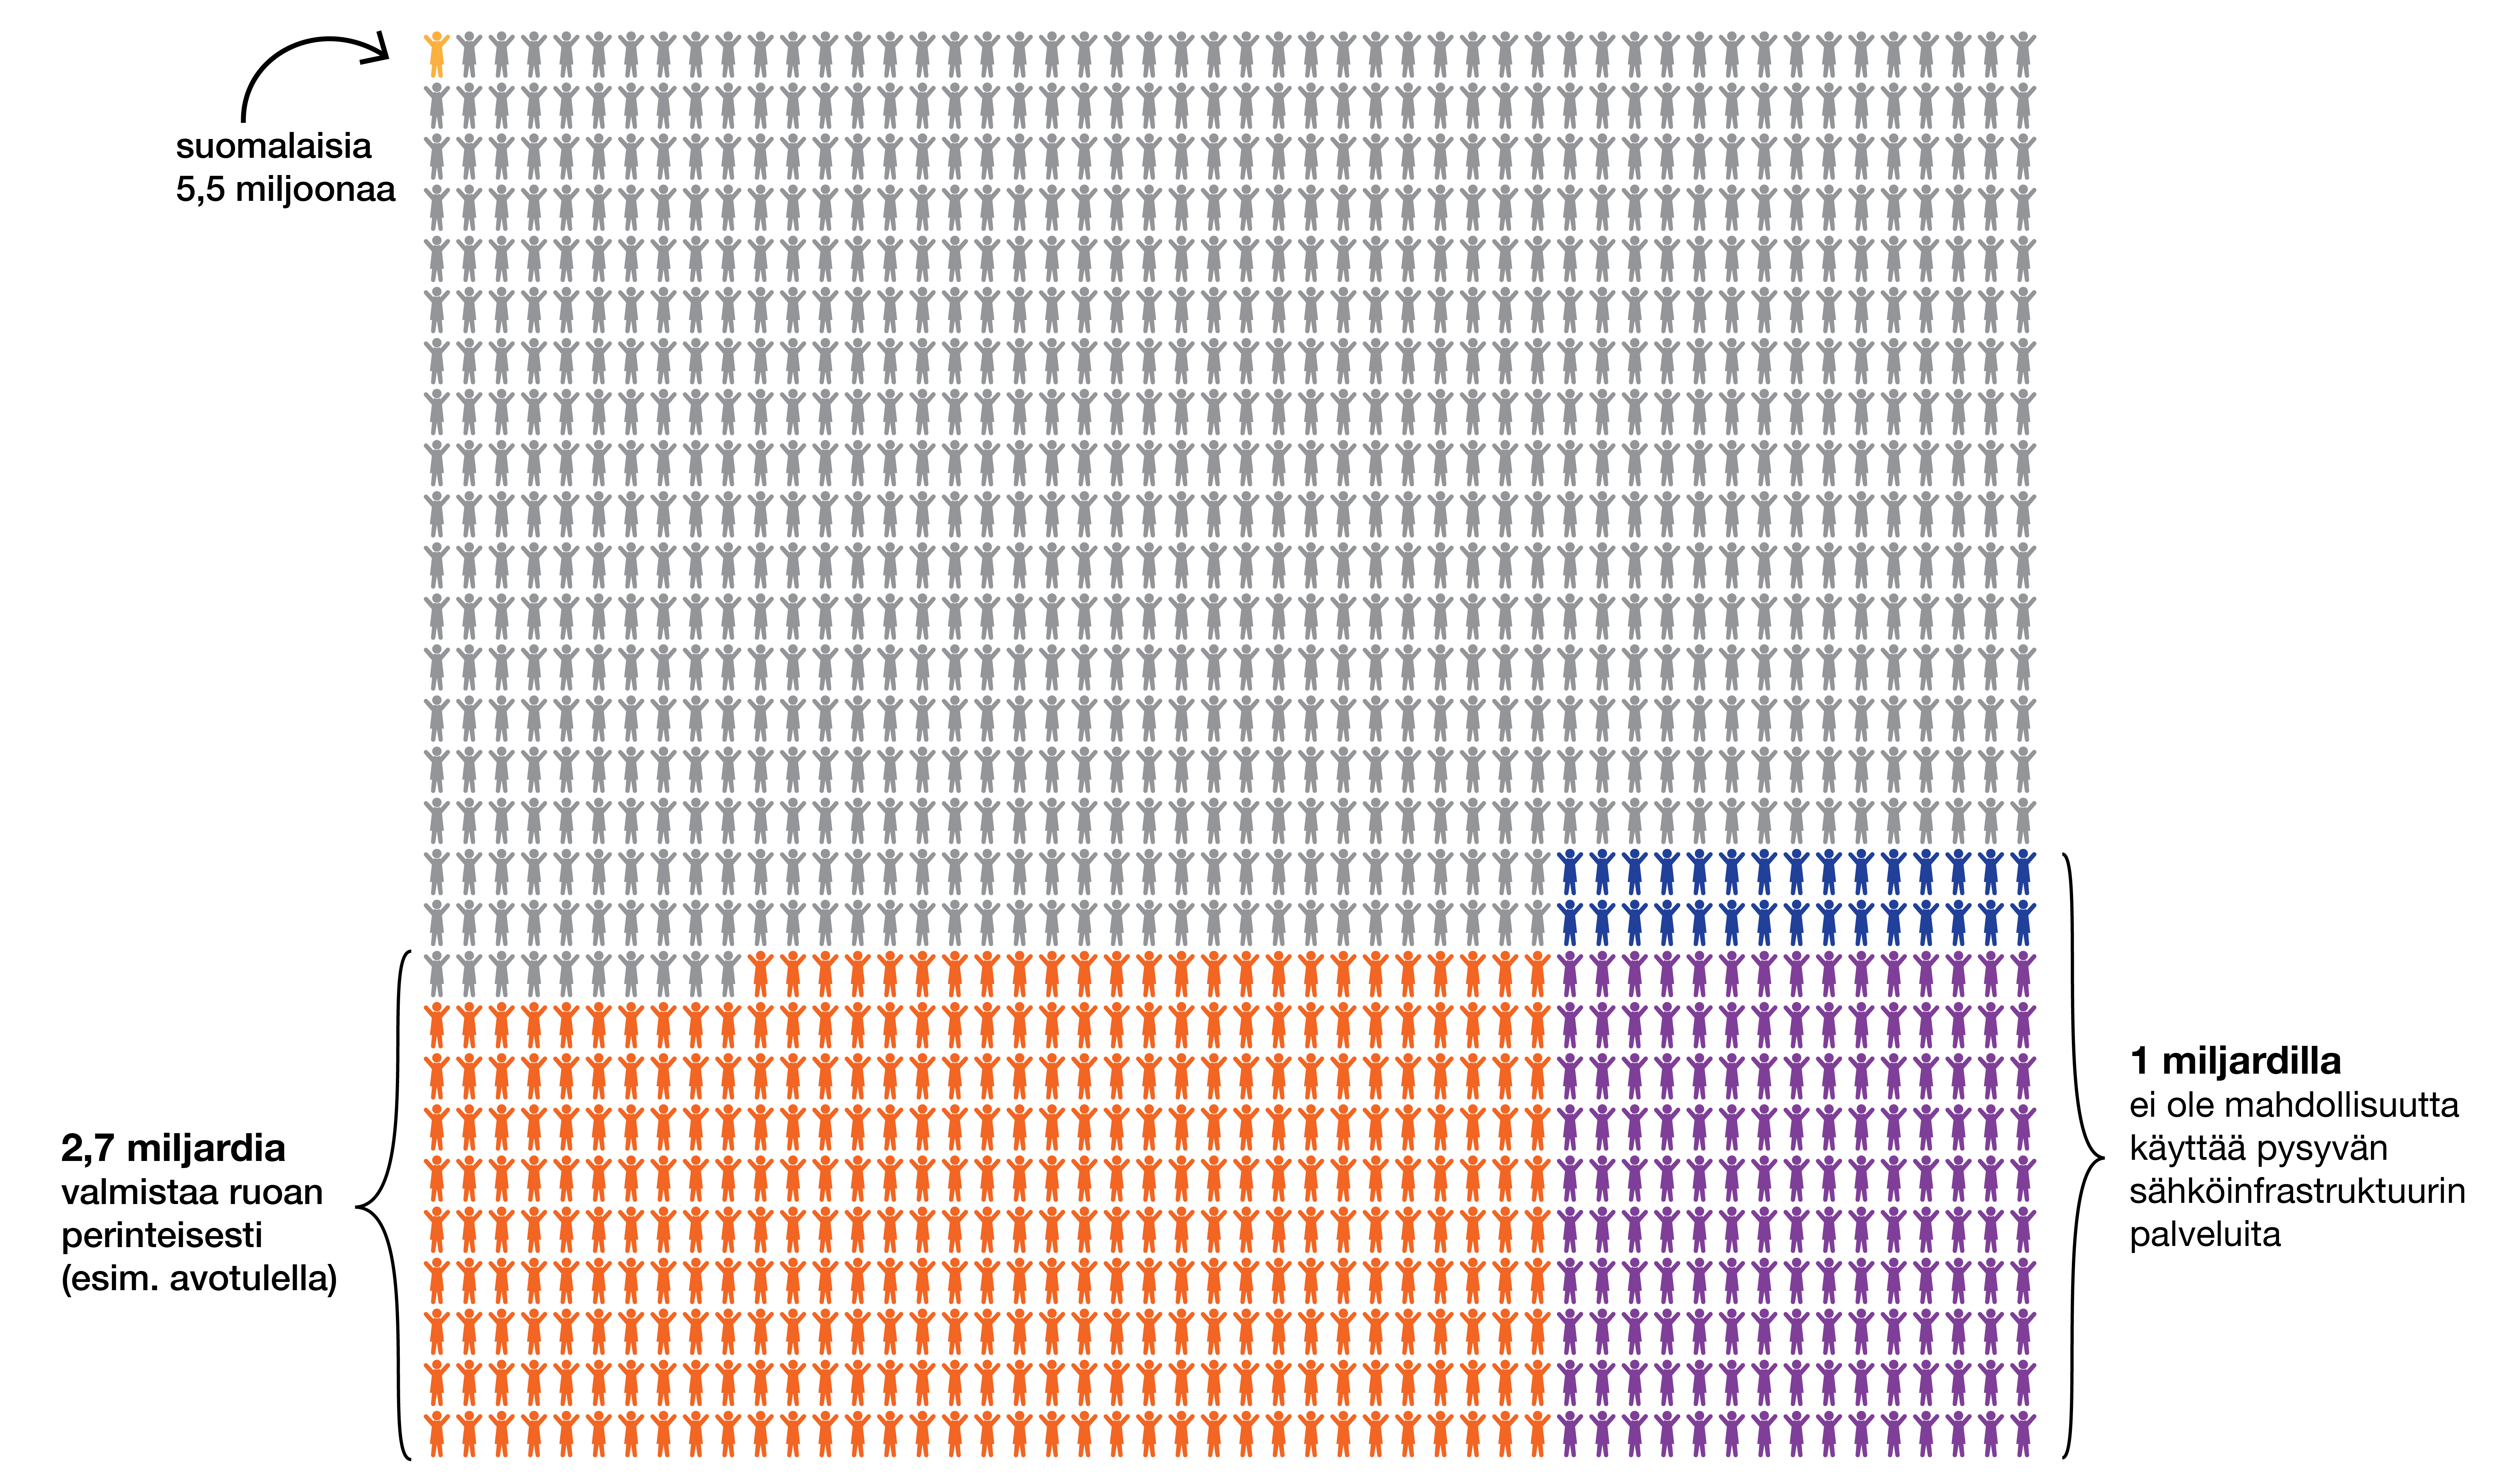 suomalaisia
5,5 miljoonaa
2,7 miljardia
valmistaa ruoan
perinteisesti
(esim. avotulella)
1 miljardilla
ei ole mahdollisuutta
käyttää pysyvän
sähköinfrastruktuurin
palveluita